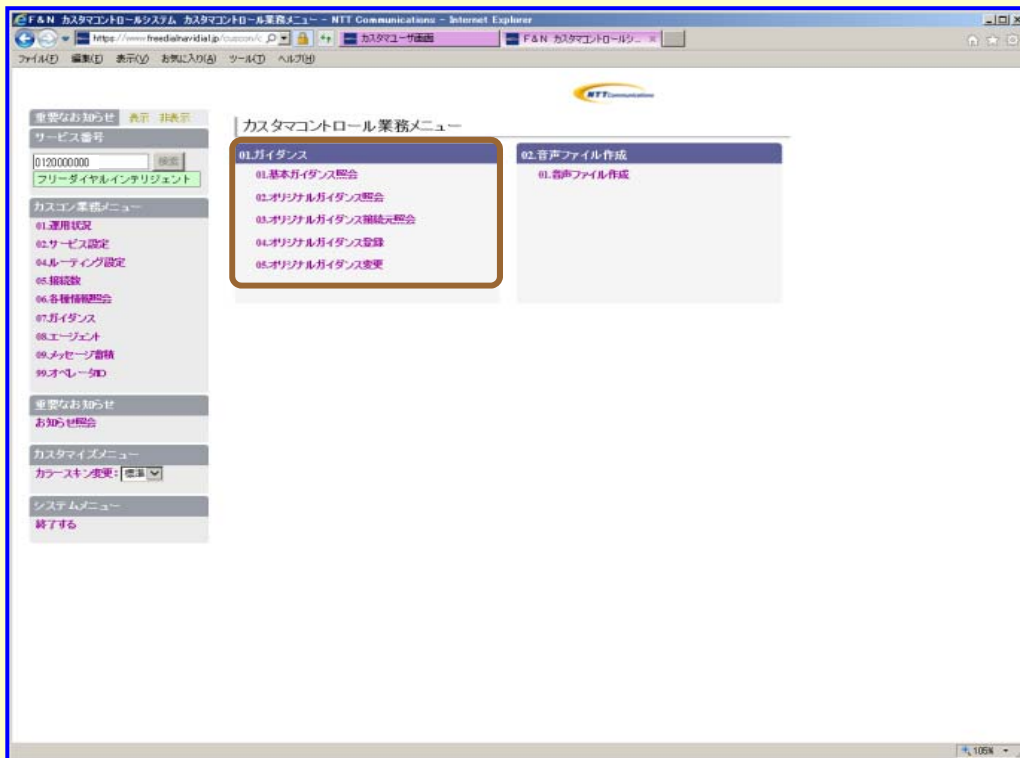 F&N カスタマコントロールシステム カスタマコントロール業務メニュー - NTT Communications - Internet Explorer
https://www.freedialnavidial.jp/cuscon/c
カスタマユーザ画面
F&N カスタマコントロールシ...
ファイル(F) 編集(E) 表示(V) お気に入り(A) ツール(T) ヘルプ(H)
NTT Communications
重要なお知らせ 表示 非表示
サービス番号
0120000000 検索
フリーダイヤルインテリジェント
カスコン業務メニュー
01.運用状況
02.サービス設定
04.ルーティング設定
05.接続数
06.各種情報照会
07.ガイダンス
08.エージェント
09.メッセージ蓄積
99.オペレータID
重要なお知らせ
お知らせ照会
カスタマイズメニュー
カラースキン変更: 標準
システムメニュー
終了する
カスタマコントロール業務メニュー
01.ガイダンス
01.基本ガイダンス照会
02.オリジナルガイダンス照会
03.オリジナルガイダンス接続元照会
04.オリジナルガイダンス登録
05.オリジナルガイダンス変更
02.音声ファイル作成
01.音声ファイル作成
105%